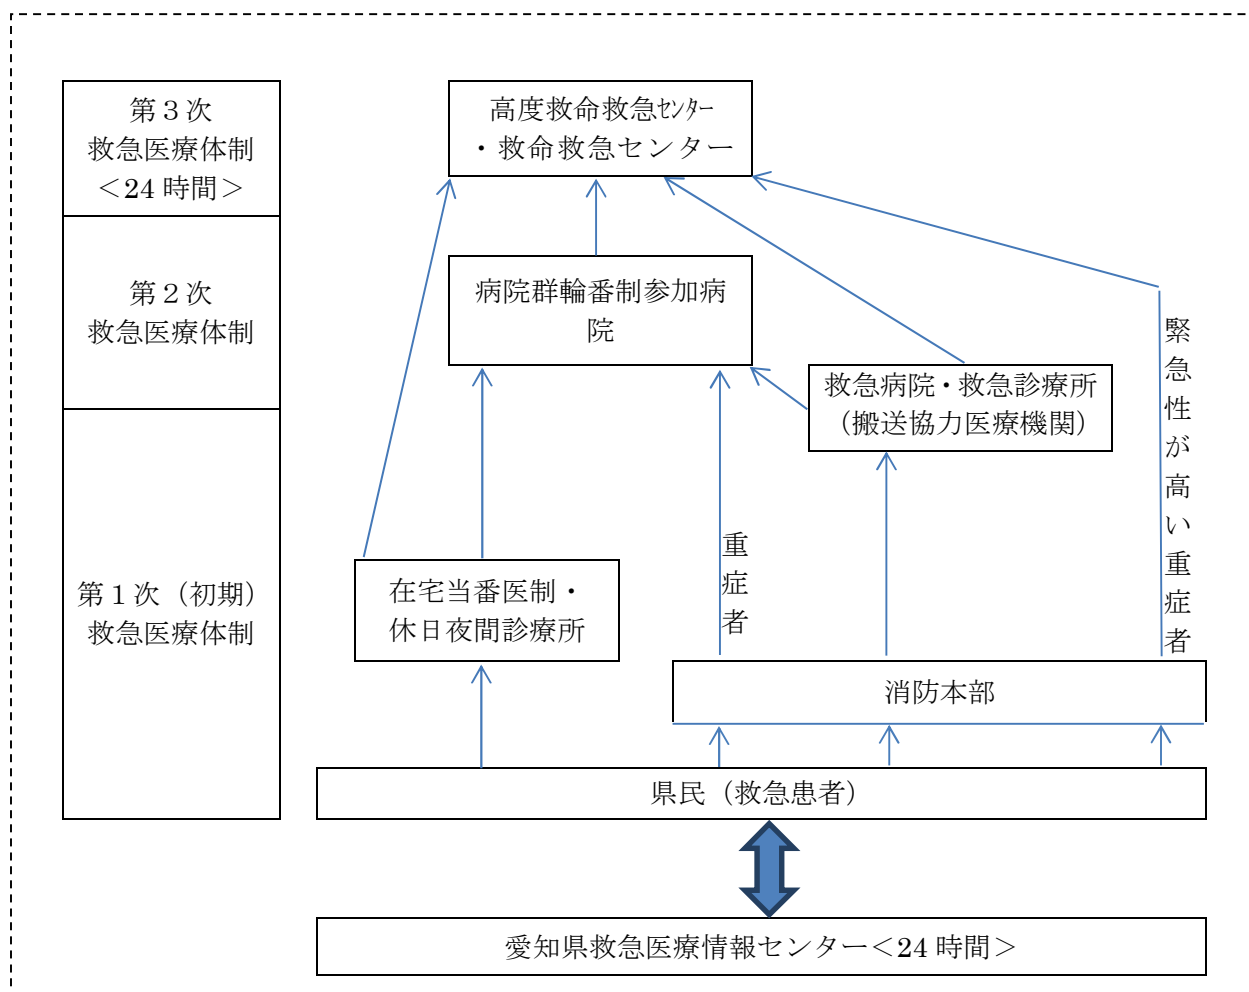 第３次
救急医療体制
＜24 時間＞
高度救命救急ｾﾝﾀｰ
・救命救急センター
第２次
救急医療体制
病院群輪番制参加病
院
救急病院・救急診療所
（搬送協力医療機関）
緊急性が高い重症者
重症者
第１次（初期）
救急医療体制
在宅当番医制・
休日夜間診療所
消防本部
県民（救急患者）
愛知県救急医療情報センター＜24 時間＞